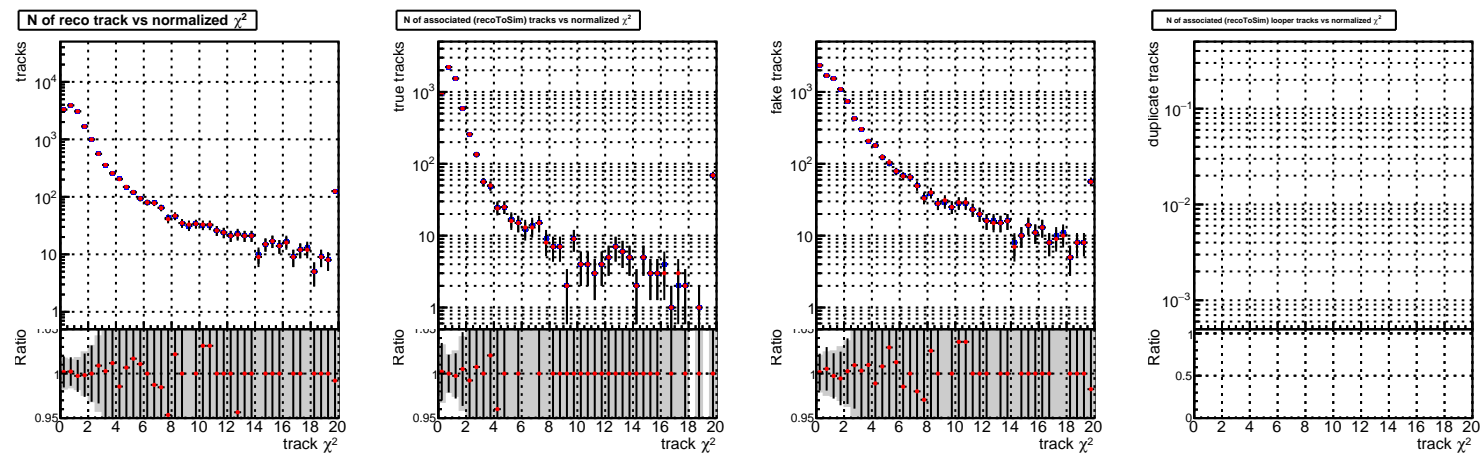 N of reco track vs normalized χ²
tracks
10⁴
10³
10²
10
1
Ratio
1.05
1
0.95
0 2 4 6 8 10 12 14 16 18 20
track χ²
N of associated (recoToSim) tracks vs normalized χ²
true tracks
10³
10²
10
1
Ratio
1.05
1
0.95
0 2 4 6 8 10 12 14 16 18 20
track χ²
fake tracks
10³
10²
10
1
Ratio
1.05
1
0.95
0 2 4 6 8 10 12 14 16 18 20
track χ²
N of associated (recoToSim) looper tracks vs normalized χ²
duplicate tracks
10⁻¹
10⁻²
10⁻³
Ratio
1
0.5
0
0 2 4 6 8 10 12 14 16 18 20
track χ²